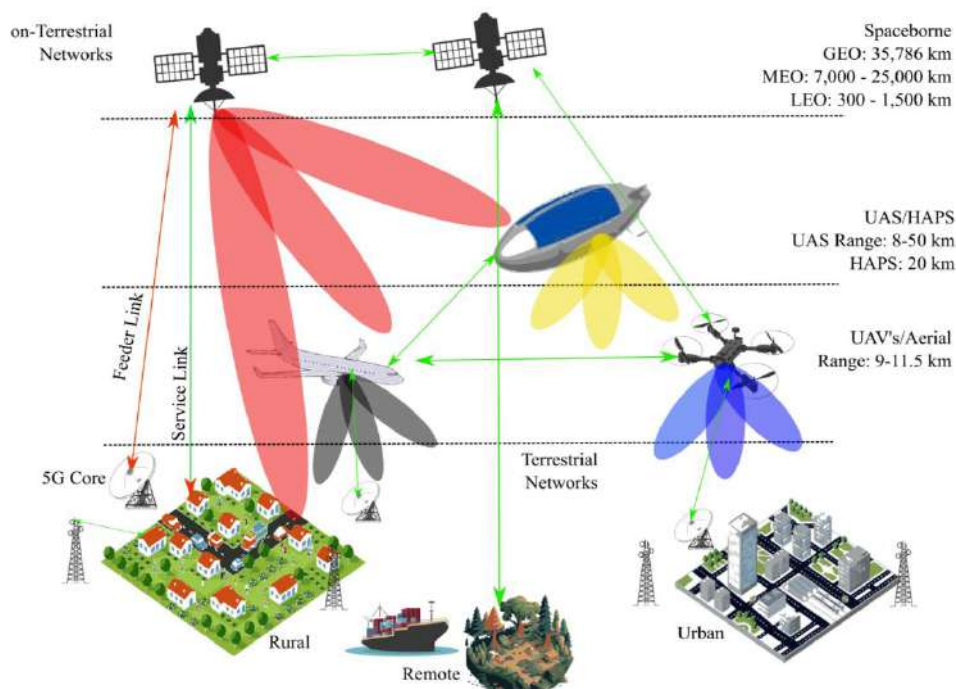 on-Terrestrial
Networks
Spaceborne
GEO: 35,786 km
MEO: 7,000 - 25,000 km
LEO: 300 - 1,500 km
UAS/HAPS
UAS Range: 8-50 km
HAPS: 20 km
Feeder Link
Service Link
UAV's/Aerial
Range: 9-11.5 km
5G Core
Terrestrial
Networks
Rural
Remote
Urban